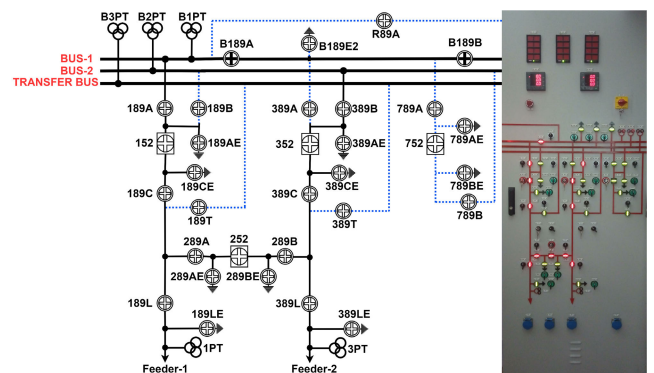 B3PT B2PT B1PT
R89A
B189A B189E2 B189B
BUS-1
BUS-2
TRANSFER BUS
189A 189B 389A 389B 789A
152 189AE 352 389AE 752 789AE
189CE 389CE 789BE
189C 389C
189T 389T 789B
289A 252 289B
289AE 289BE
189L 389L
189LE 389LE
1PT 3PT
Feeder-1 Feeder-2